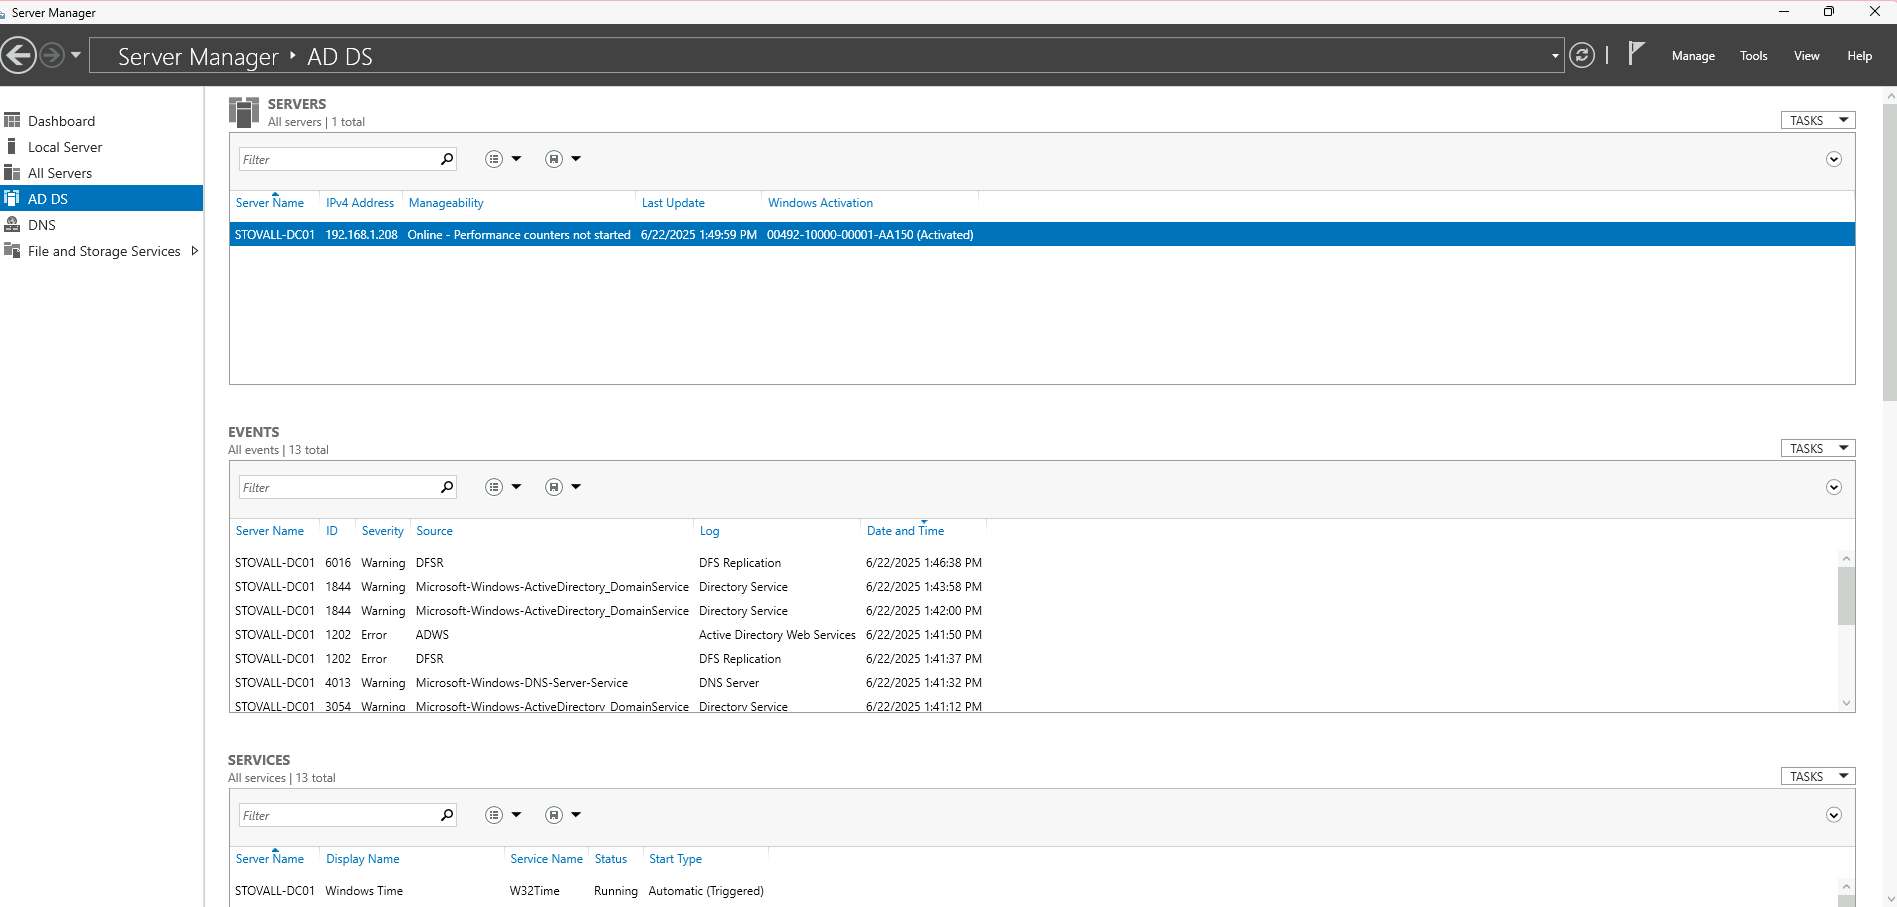 Server Manager
Server Manager ‣ AD DS
Manage Tools View Help
Dashboard
Local Server
All Servers
AD DS
DNS
File and Storage Services
SERVERS
All servers | 1 total
TASKS
Filter
Server Name IPv4 Address Manageability Last Update Windows Activation
STOVALL-DC01 192.168.1.208 Online - Performance counters not started 6/22/2025 1:49:59 PM 00492-10000-00001-AA150 (Activated)
EVENTS
All events | 13 total
TASKS
Filter
Server Name ID Severity Source Log Date and Time
STOVALL-DC01 6016 Warning DFSR DFS Replication 6/22/2025 1:46:38 PM
STOVALL-DC01 1844 Warning Microsoft-Windows-ActiveDirectory_DomainService Directory Service 6/22/2025 1:43:58 PM
STOVALL-DC01 1844 Warning Microsoft-Windows-ActiveDirectory_DomainService Directory Service 6/22/2025 1:42:00 PM
STOVALL-DC01 1202 Error ADWS Active Directory Web Services 6/22/2025 1:41:50 PM
STOVALL-DC01 1202 Error DFSR DFS Replication 6/22/2025 1:41:37 PM
STOVALL-DC01 4013 Warning Microsoft-Windows-DNS-Server-Service DNS Server 6/22/2025 1:41:32 PM
STOVALL-DC01 3054 Warning Microsoft-Windows-ActiveDirectory_DomainService Directory Service 6/22/2025 1:41:12 PM
SERVICES
All services | 13 total
TASKS
Filter
Server Name Display Name Service Name Status Start Type
STOVALL-DC01 Windows Time W32Time Running Automatic (Triggered)